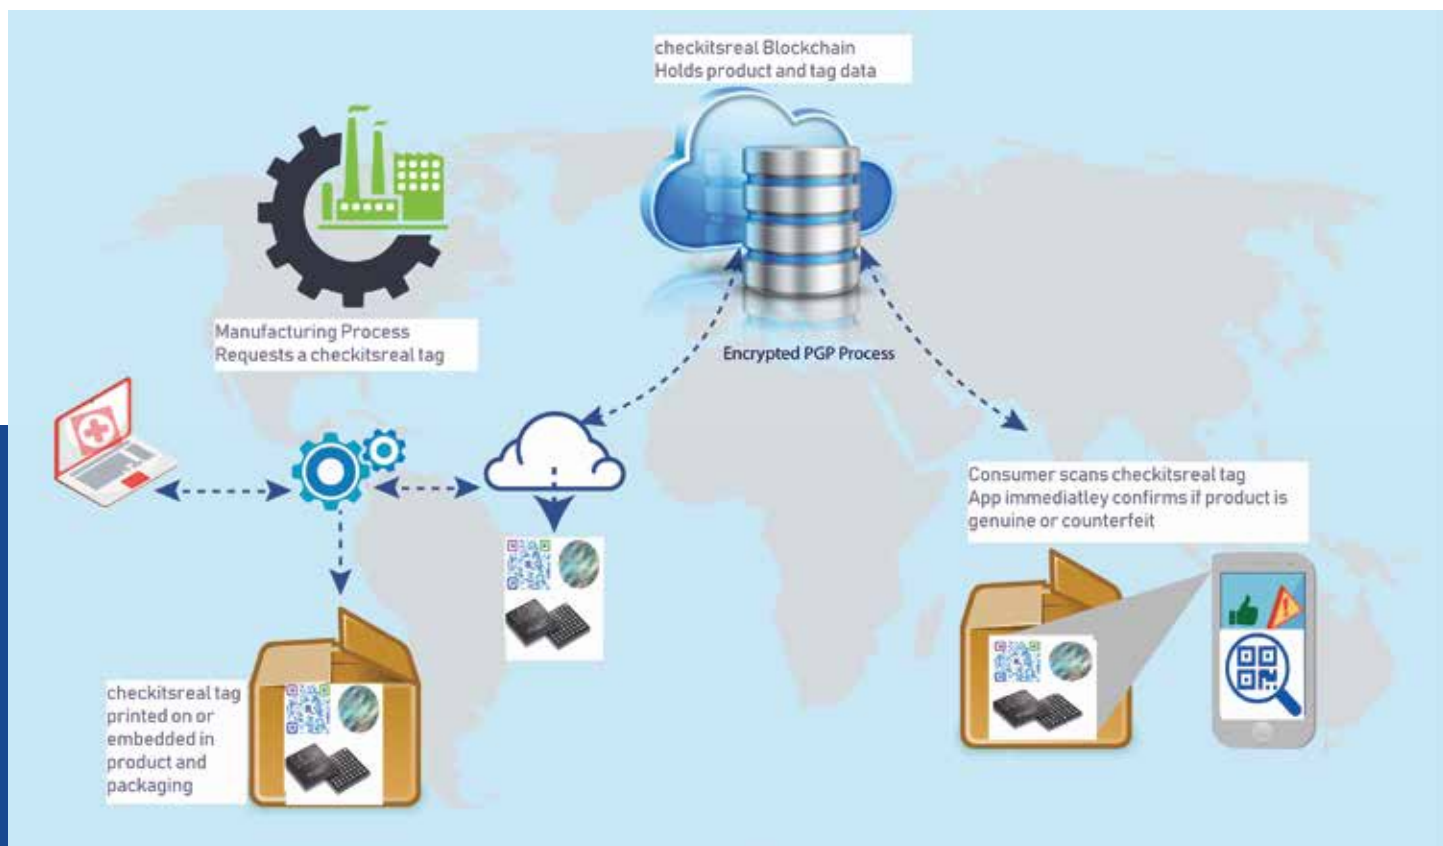 checkitsreal Blockchain
Holds product and tag data
Manufacturing Process
Requests a checkitsreal tag
Encrypted PGP Process
Consumer scans checkitsreal tag
App immediatley confirms if product is
genuine or counterfeit
checkitsreal tag
printed on or
embedded in
product and
packaging